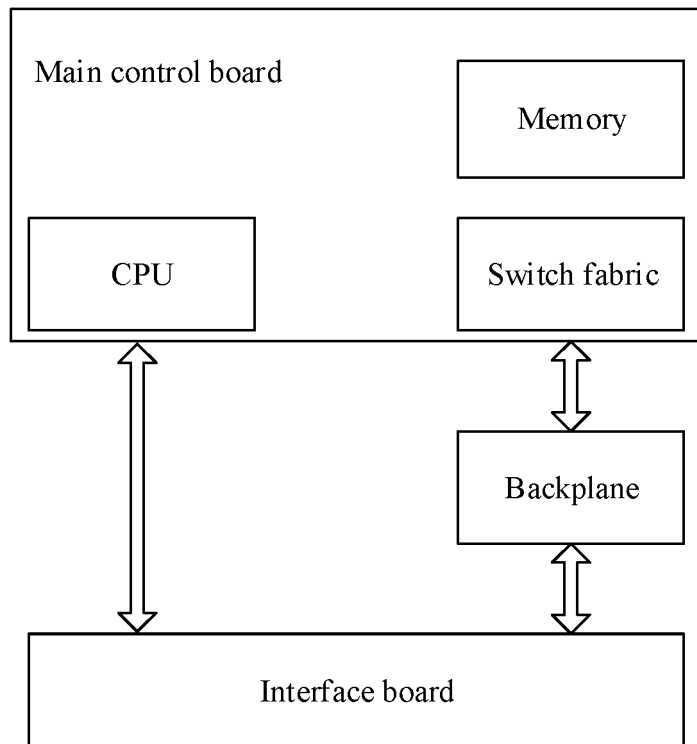 Main control board
Memory
CPU
Switch fabric
Backplane
Interface board